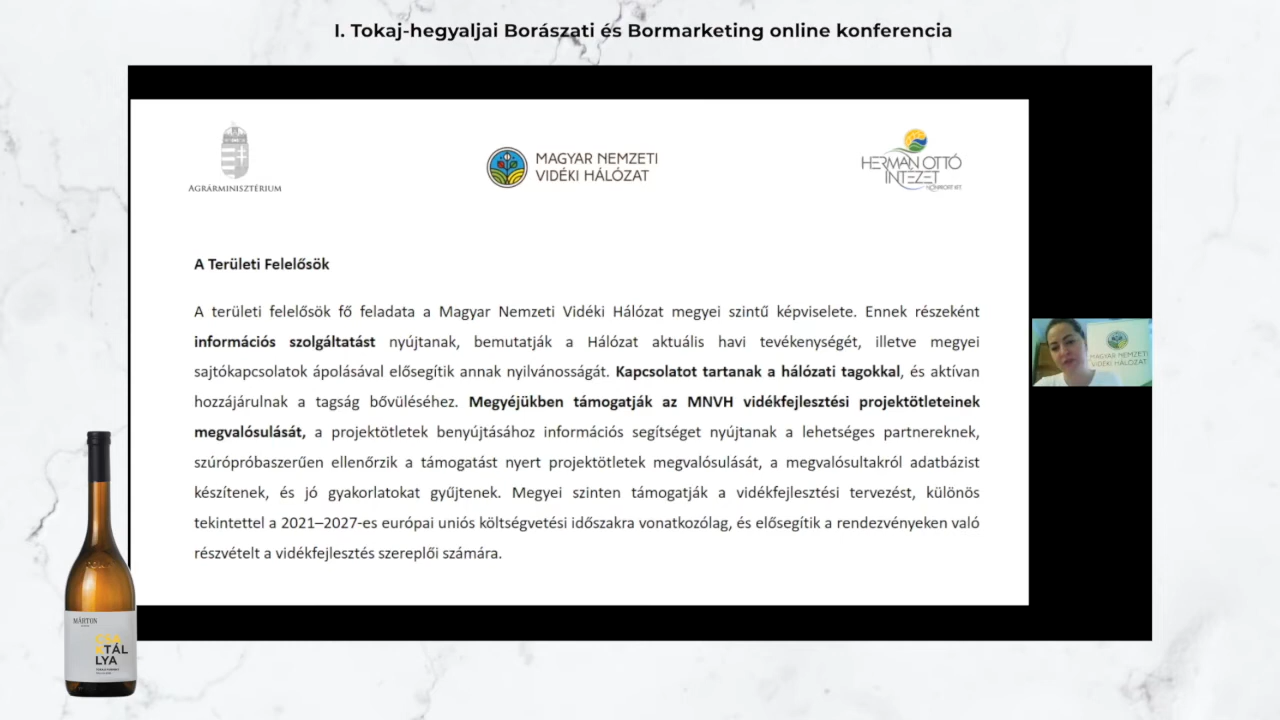 I. Tokaj-hegyaljai Borászati és Bormarketing online konferencia
AGRÁRMINISZTÉRIUM
MAGYAR NEMZETI
VIDÉKI HÁLÓZAT
HERMAN OTTÓ
INTÉZET
NONPROFIT KFT.
A Területi Felelősök
A területi felelősök fő feladata a Magyar Nemzeti Vidéki Hálózat megyei szintű képviselete. Ennek részeként
információs szolgáltatást nyújtanak, bemutatják a Hálózat aktuális havi tevékenységét, illetve megyei
sajtókapcsolatok ápolásával elősegítik annak nyilvánosságát. Kapcsolatot tartanak a hálózati tagokkal, és aktívan
hozzájárulnak a tagság bővüléséhez. Megyéjükben támogatják az MNVH vidékfejlesztési projektötleteinek
megvalósulását, a projektötletek benyújtásához információs segítséget nyújtanak a lehetséges partnereknek,
szúrópróbaszerűen ellenőrzik a támogatást nyert projektötletek megvalósulását, a megvalósultakról adatbázist
készítenek, és jó gyakorlatokat gyűjtenek. Megyei szinten támogatják a vidékfejlesztési tervezést, különös
tekintettel a 2021–2027-es európai uniós költségvetési időszakra vonatkozólag, és elősegítik a rendezvényeken való
részvételt a vidékfejlesztés szereplői számára.
MAGYAR NEMZETI
VIDÉKI HÁLÓZAT
MÁRTON
TÁL
LYA